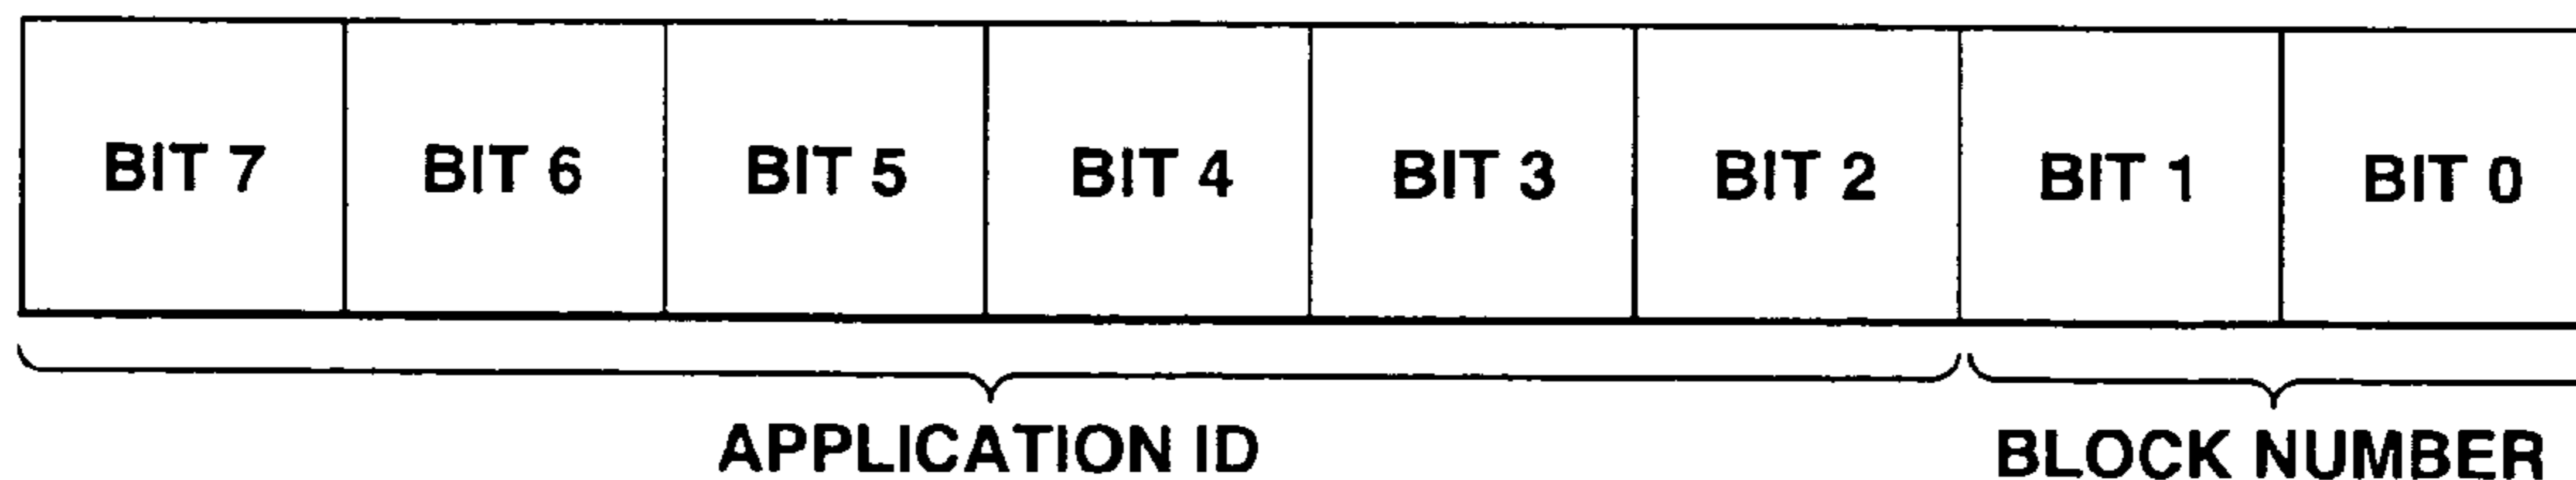 BIT 7 BIT 6 BIT 5 BIT 4 BIT 3 BIT 2 BIT 1 BIT 0
APPLICATION ID BLOCK NUMBER